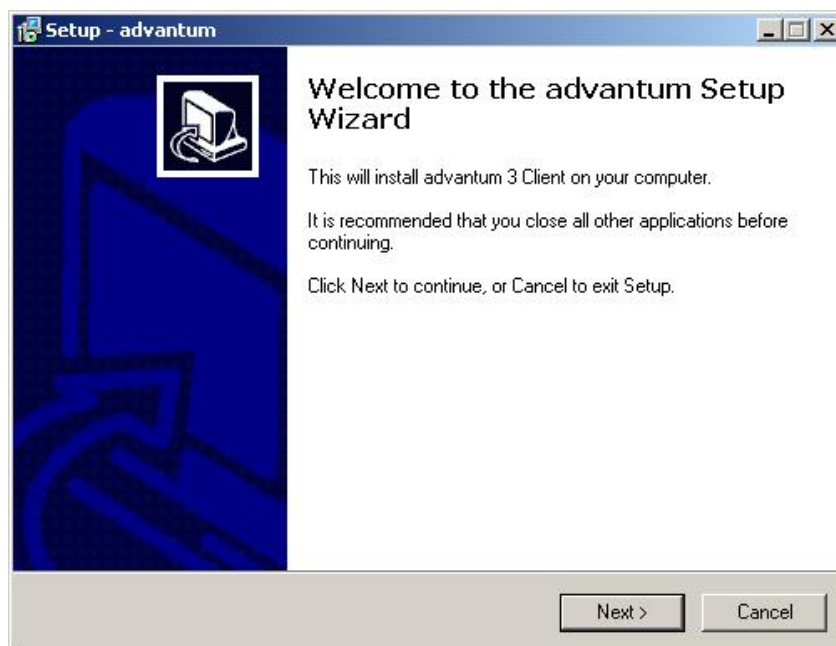 Setup - advantum
Welcome to the advantum Setup
Wizard
This will install advantum 3 Client on your computer.
It is recommended that you close all other applications before
continuing.
Click Next to continue, or Cancel to exit Setup.
Next >
Cancel